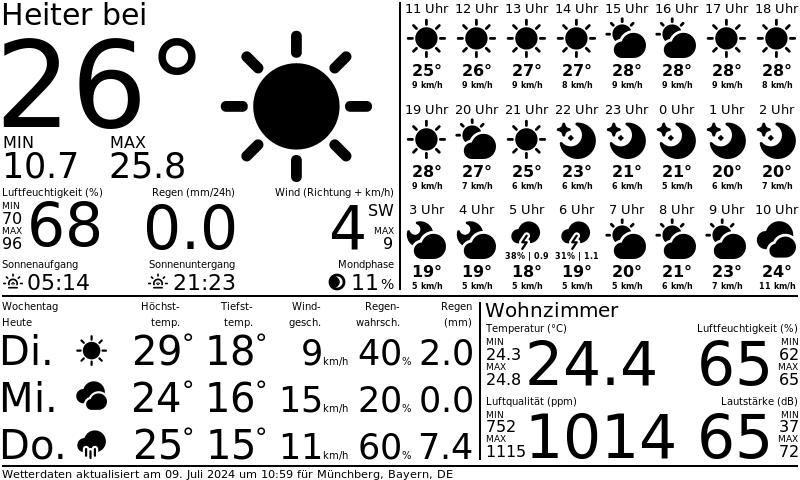 Heiter bei
26°
MIN MAX
10.7 25.8
Luftfeuchtigkeit (%) Regen (mm/24h) Wind (Richtung + km/h)
MIN 70 MAX 96 68 0.0 4 SW MAX 9
Sonnenaufgang Sonnenuntergang Mondphase
05:14 21:23 11 %
11 Uhr 12 Uhr 13 Uhr 14 Uhr 15 Uhr 16 Uhr 17 Uhr 18 Uhr
25° 26° 27° 27° 28° 28° 28° 28°
9 km/h 9 km/h 9 km/h 8 km/h 9 km/h 9 km/h 9 km/h 8 km/h
19 Uhr 20 Uhr 21 Uhr 22 Uhr 23 Uhr 0 Uhr 1 Uhr 2 Uhr
28° 27° 25° 23° 21° 21° 20° 20°
9 km/h 7 km/h 6 km/h 6 km/h 6 km/h 5 km/h 6 km/h 7 km/h
3 Uhr 4 Uhr 5 Uhr 6 Uhr 7 Uhr 8 Uhr 9 Uhr 10 Uhr
38% | 0.9 31% | 1.1
19° 19° 18° 19° 20° 21° 23° 24°
5 km/h 5 km/h 5 km/h 5 km/h 5 km/h 6 km/h 7 km/h 11 km/h
Wochentag Höchst- Tiefst- Wind- Regen- Regen
Heute temp. temp. gesch. wahrsch. (mm)
Di. 29° 18° 9 km/h 40 % 2.0
Mi. 24° 16° 15 km/h 20 % 0.0
Do. 25° 15° 11 km/h 60 % 7.4
Wohnzimmer
Temperatur (°C) Luftfeuchtigkeit (%)
MIN 24.3 MAX 24.8 24.4 65 MIN 62 MAX 65
Luftqualität (ppm) Lautstärke (dB)
MIN 752 MAX 1115 1014 65 MIN 37 MAX 72
Wetterdaten aktualisiert am 09. Juli 2024 um 10:59 für Münchberg, Bayern, DE